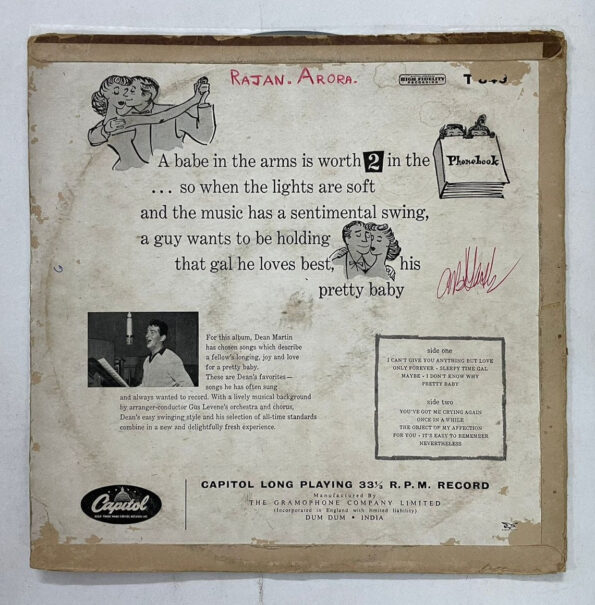 RAJAN. ARORA.
HIGH FIDELITY
RECORDING
A babe in the arms is worth 2 in the
Phonebook
... so when the lights are soft
and the music has a sentimental swing,
a guy wants to be holding
that gal he loves best, his
pretty baby
For this album, Dean Martin
has chosen songs which describe
a fellow's longing, joy and love
for a pretty baby.
These are Dean's favorites—
songs he has often sung
and always wanted to record. With a lively musical background
by arranger-conductor Gus Levene's orchestra and chorus,
Dean's easy swinging style and his selection of all-time standards
combine in a new and delightfully fresh experience.
side one
I CAN'T GIVE YOU ANYTHING BUT LOVE
ONLY FOREVER · SLEEPY TIME GAL
MAYBE · I DON'T KNOW WHY
PRETTY BABY
side two
YOU'VE GOT ME CRYING AGAIN
ONCE IN A WHILE
THE OBJECT OF MY AFFECTION
FOR YOU · IT'S EASY TO REMEMBER
NEVERTHELESS
Capitol
CAPITOL LONG PLAYING 33⅓ R.P.M. RECORD
Manufactured By
THE GRAMOPHONE COMPANY LIMITED
(Incorporated in England with limited liability)
DUM DUM • INDIA